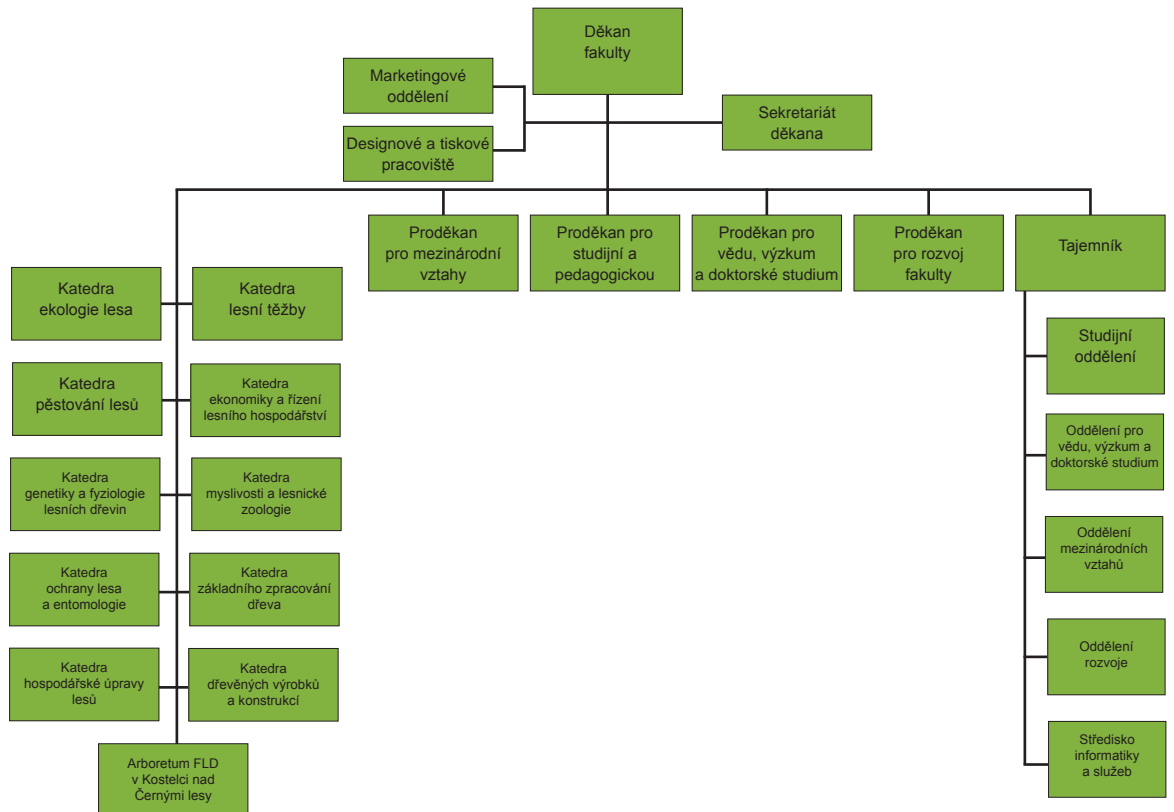 Děkan
fakulty
Marketingové
oddělení
Sekretariát
děkana
Designové a tiskové
pracoviště
Proděkan
pro mezinárodní
vztahy
Proděkan pro
studijní a
pedagogickou
Proděkan pro
vědu, výzkum
a doktorské studium
Proděkan
pro rozvoj
fakulty
Tajemník
Katedra
ekologie lesa
Katedra
lesní těžby
Katedra
pěstování lesů
Katedra
ekonomiky a řízení
lesního hospodářství
Katedra
genetiky a fyziologie
lesních dřevin
Katedra
myslivosti a lesnické
zoologie
Katedra
ochrany lesa
a entomologie
Katedra
základního zpracování
dřeva
Katedra
hospodářské úpravy
lesů
Katedra
dřevěných výrobků
a konstrukcí
Arboretum FLD
v Kostelci nad
Černými lesy
Studijní
oddělení
Oddělení pro
vědu, výzkum a
doktorské studium
Oddělení
mezinárodních
vztahů
Oddělení
rozvoje
Středisko
informatiky
a služeb